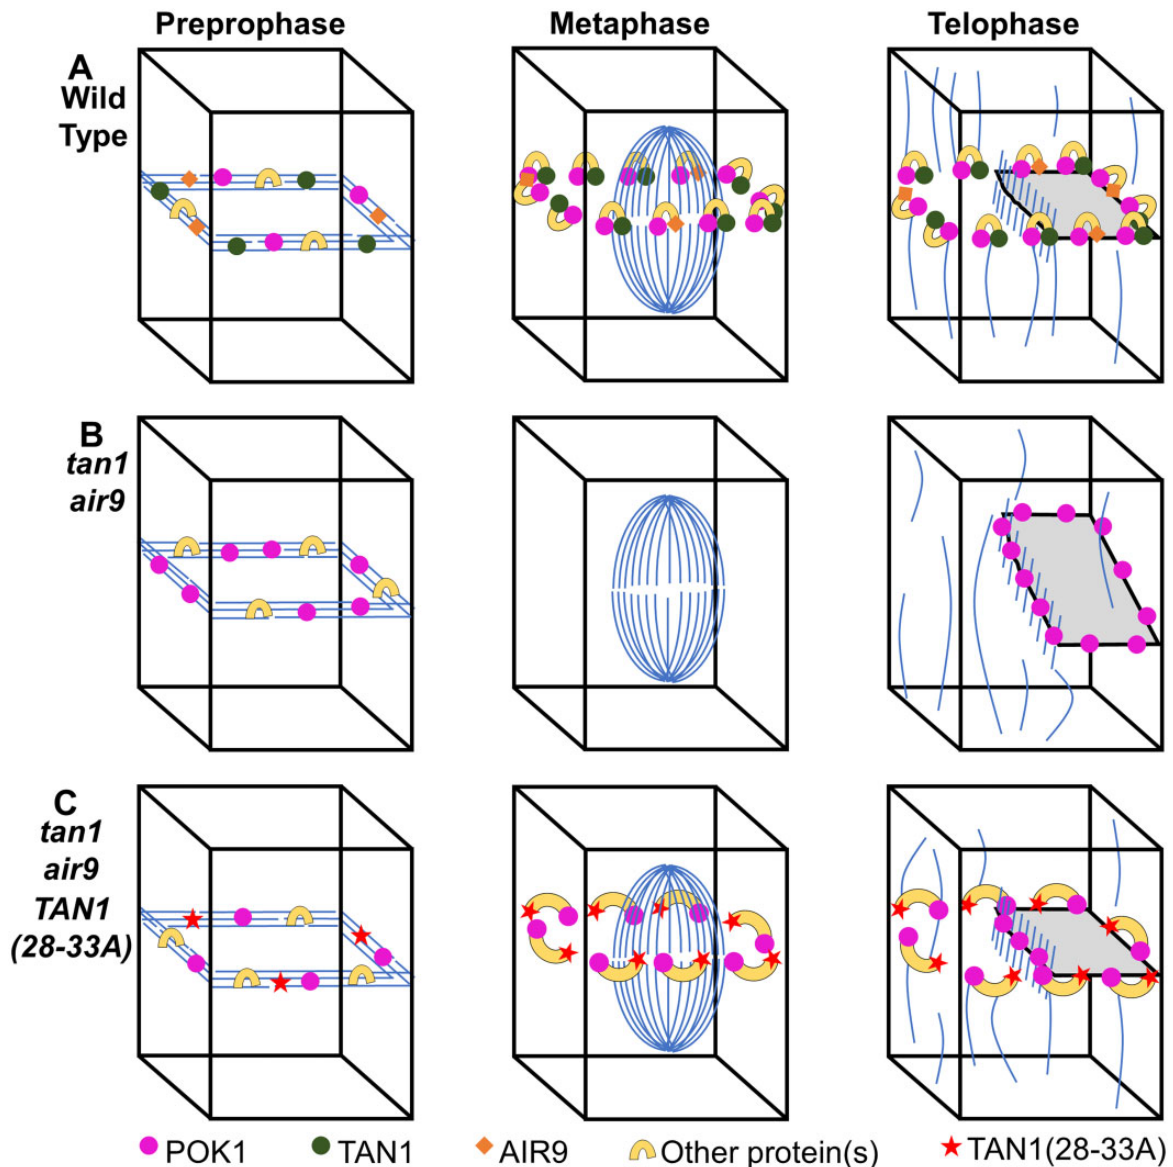 Preprophase Metaphase Telophase
A
Wild
Type
B
tan1
air9
C
tan1
air9
TAN1
(28-33A)
POK1 TAN1 AIR9 Other protein(s) TAN1(28-33A)